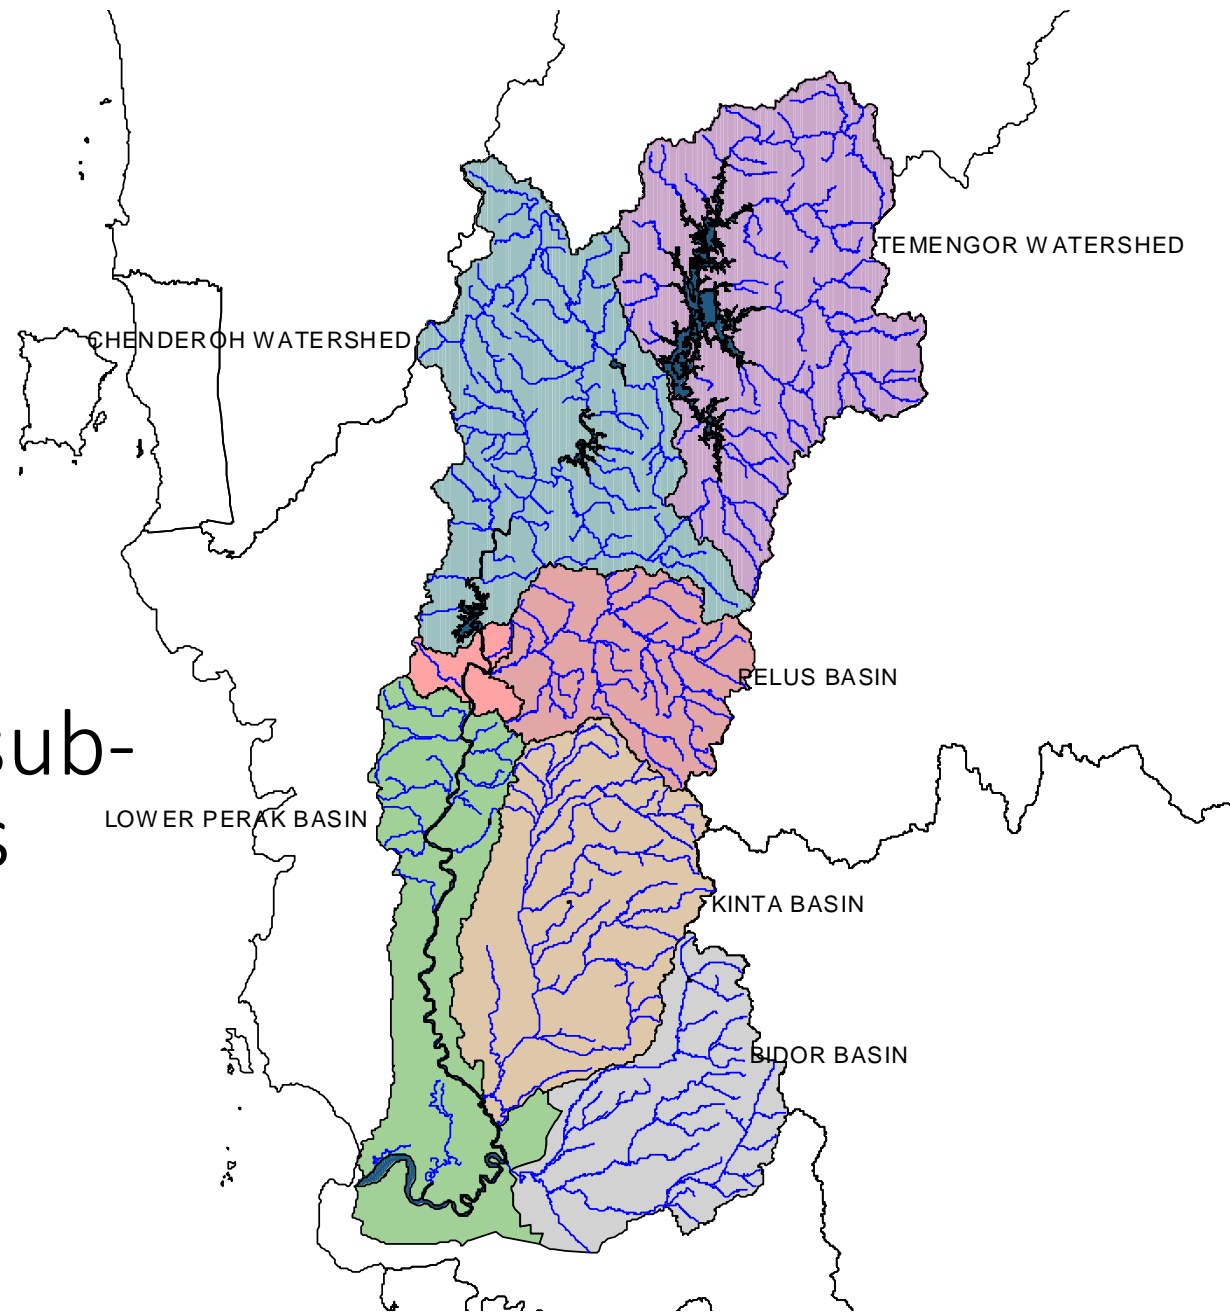 TEMENGOR WATERSHED
CHENDEROH WATERSHED
PELUS BASIN
sub-
s
LOWER PERAK BASIN
KINTA BASIN
BIDOR BASIN